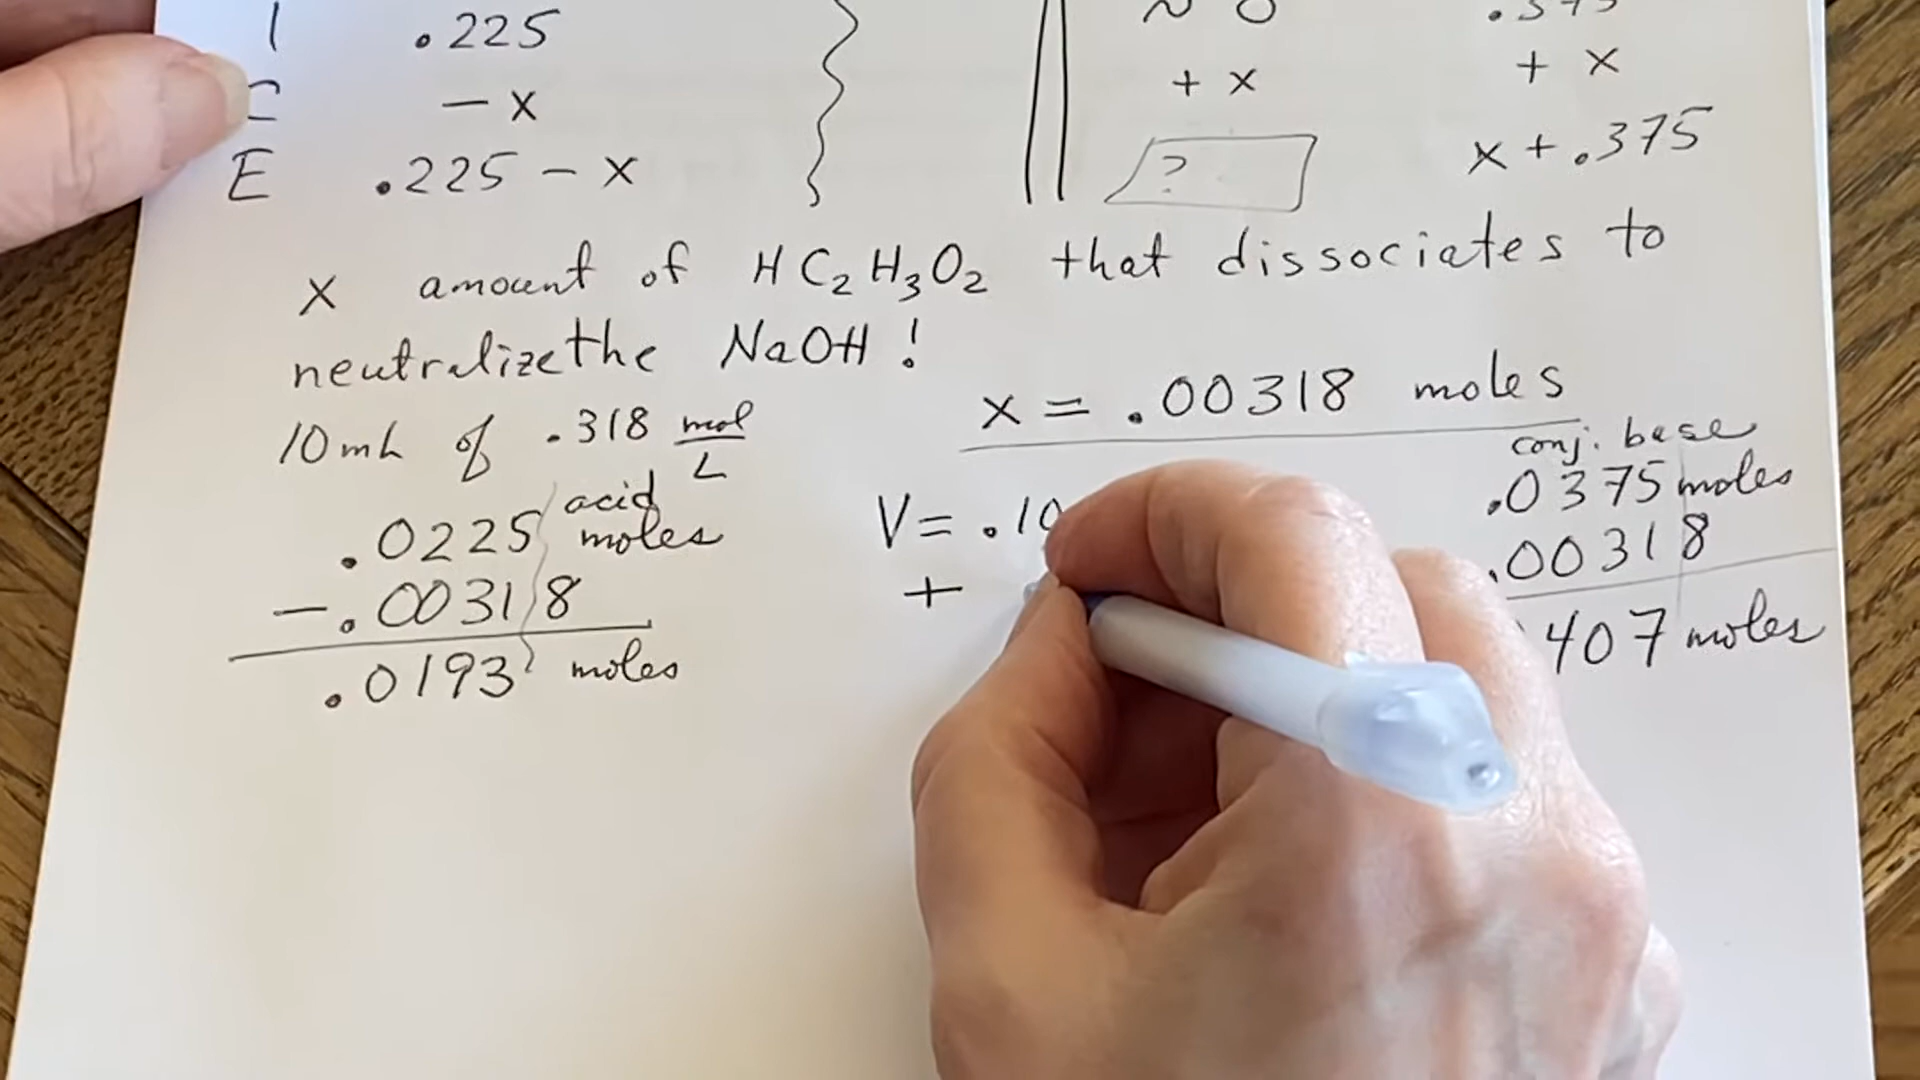 I .225
C - x + x + x
E .225 - x ? x + .375
x amount of HC2H3O2 that dissociates to
neutralize the NaOH!
x = .00318 moles
10 mL of .318 mol/L
conj. base
.0375 moles
.00318
407 moles
acid
.0225 moles
- .00318
.0193 moles
V = .10
+